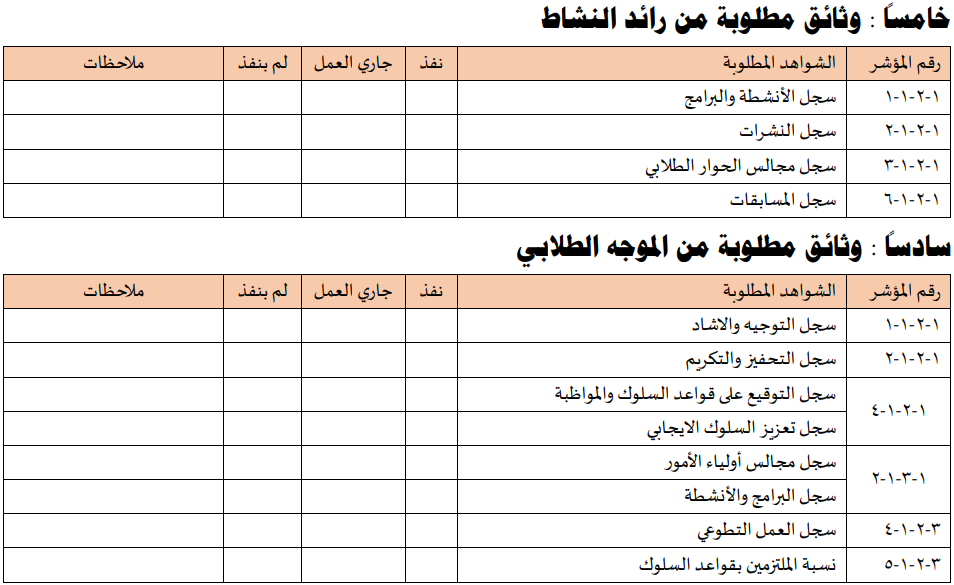 خامساً : وثائق مطلوبة من رائد النشاط
رقم المؤشر الشواهد المطلوبة نفذ جاري العمل لم بنفذ ملاحظات
١-٢-١-١ سجل الأنشطة والبرامج
١-٢-١-٢ سجل النشرات
١-٢-١-٣ سجل مجالس الحوار الطلابي
١-٢-١-٦ سجل المسابقات
سادساً : وثائق مطلوبة من الموجه الطلابي
رقم المؤشر الشواهد المطلوبة نفذ جاري العمل لم بنفذ ملاحظات
١-٢-١-١ سجل التوجيه والاشاد
١-٢-١-٢ سجل التحفيز والتكريم
١-٢-١-٤ سجل التوقيع على قواعد السلوك والمواظبة
سجل تعزيز السلوك الايجابي
١-٣-١-٢ سجل مجالس أولياء الأمور
سجل البرامج والأنشطة
٣-٢-١-٤ سجل العمل التطوعي
٣-٢-١-٥ نسبة الملتزمين بقواعد السلوك